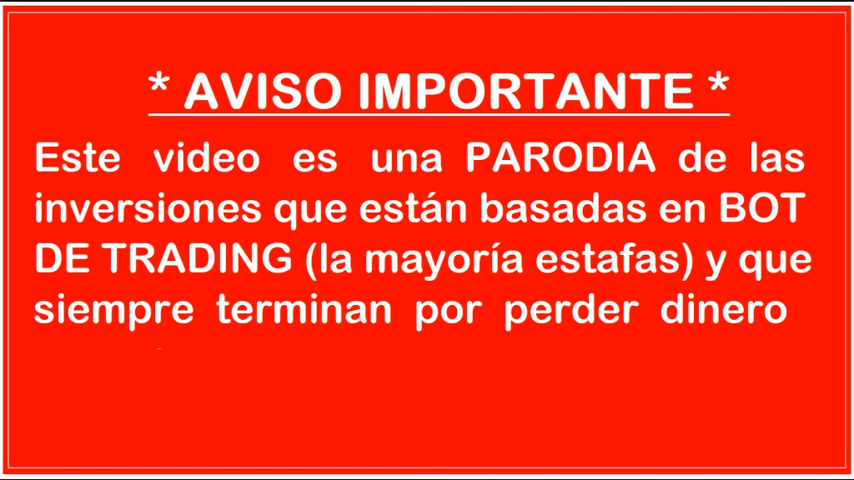 * AVISO IMPORTANTE *
Este video es una PARODIA de las
inversiones que están basadas en BOT
DE TRADING (la mayoría estafas) y que
siempre terminan por perder dinero